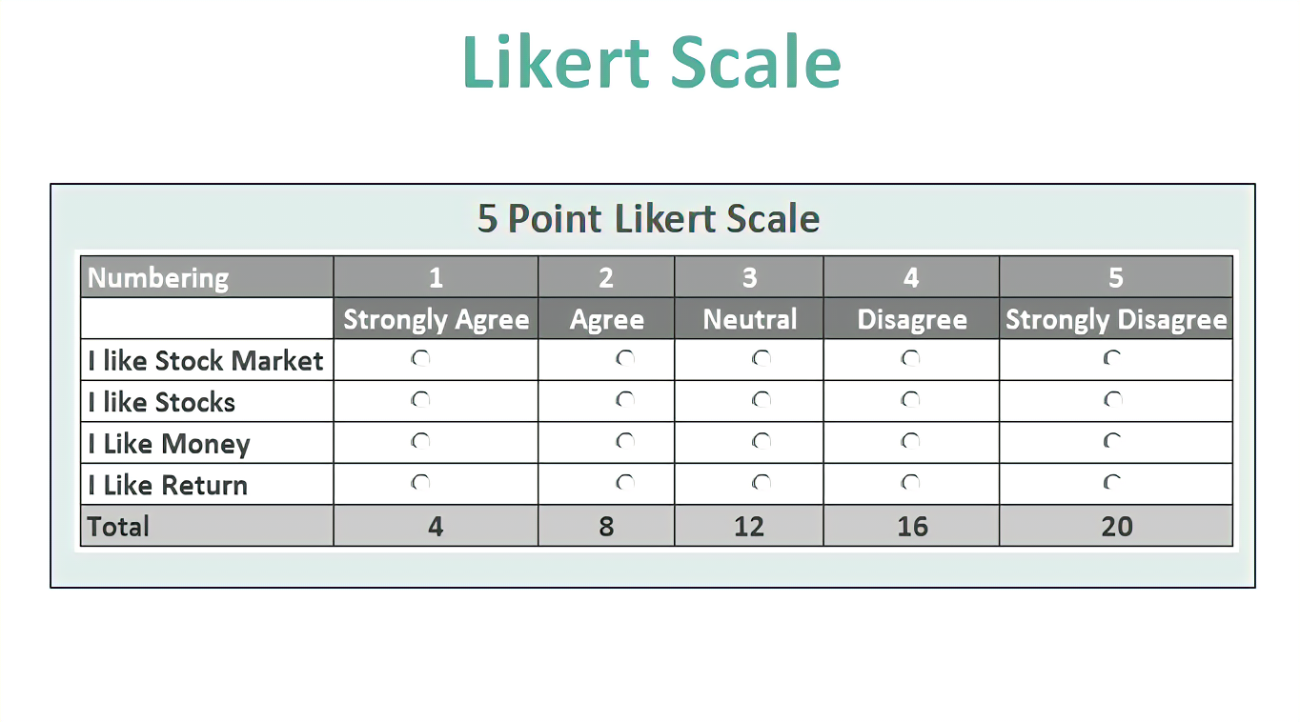 Likert Scale
5 Point Likert Scale
Numbering 1 2 3 4 5
Strongly Agree Agree Neutral Disagree Strongly Disagree
I like Stock Market
I like Stocks
I Like Money
I Like Return
Total 4 8 12 16 20